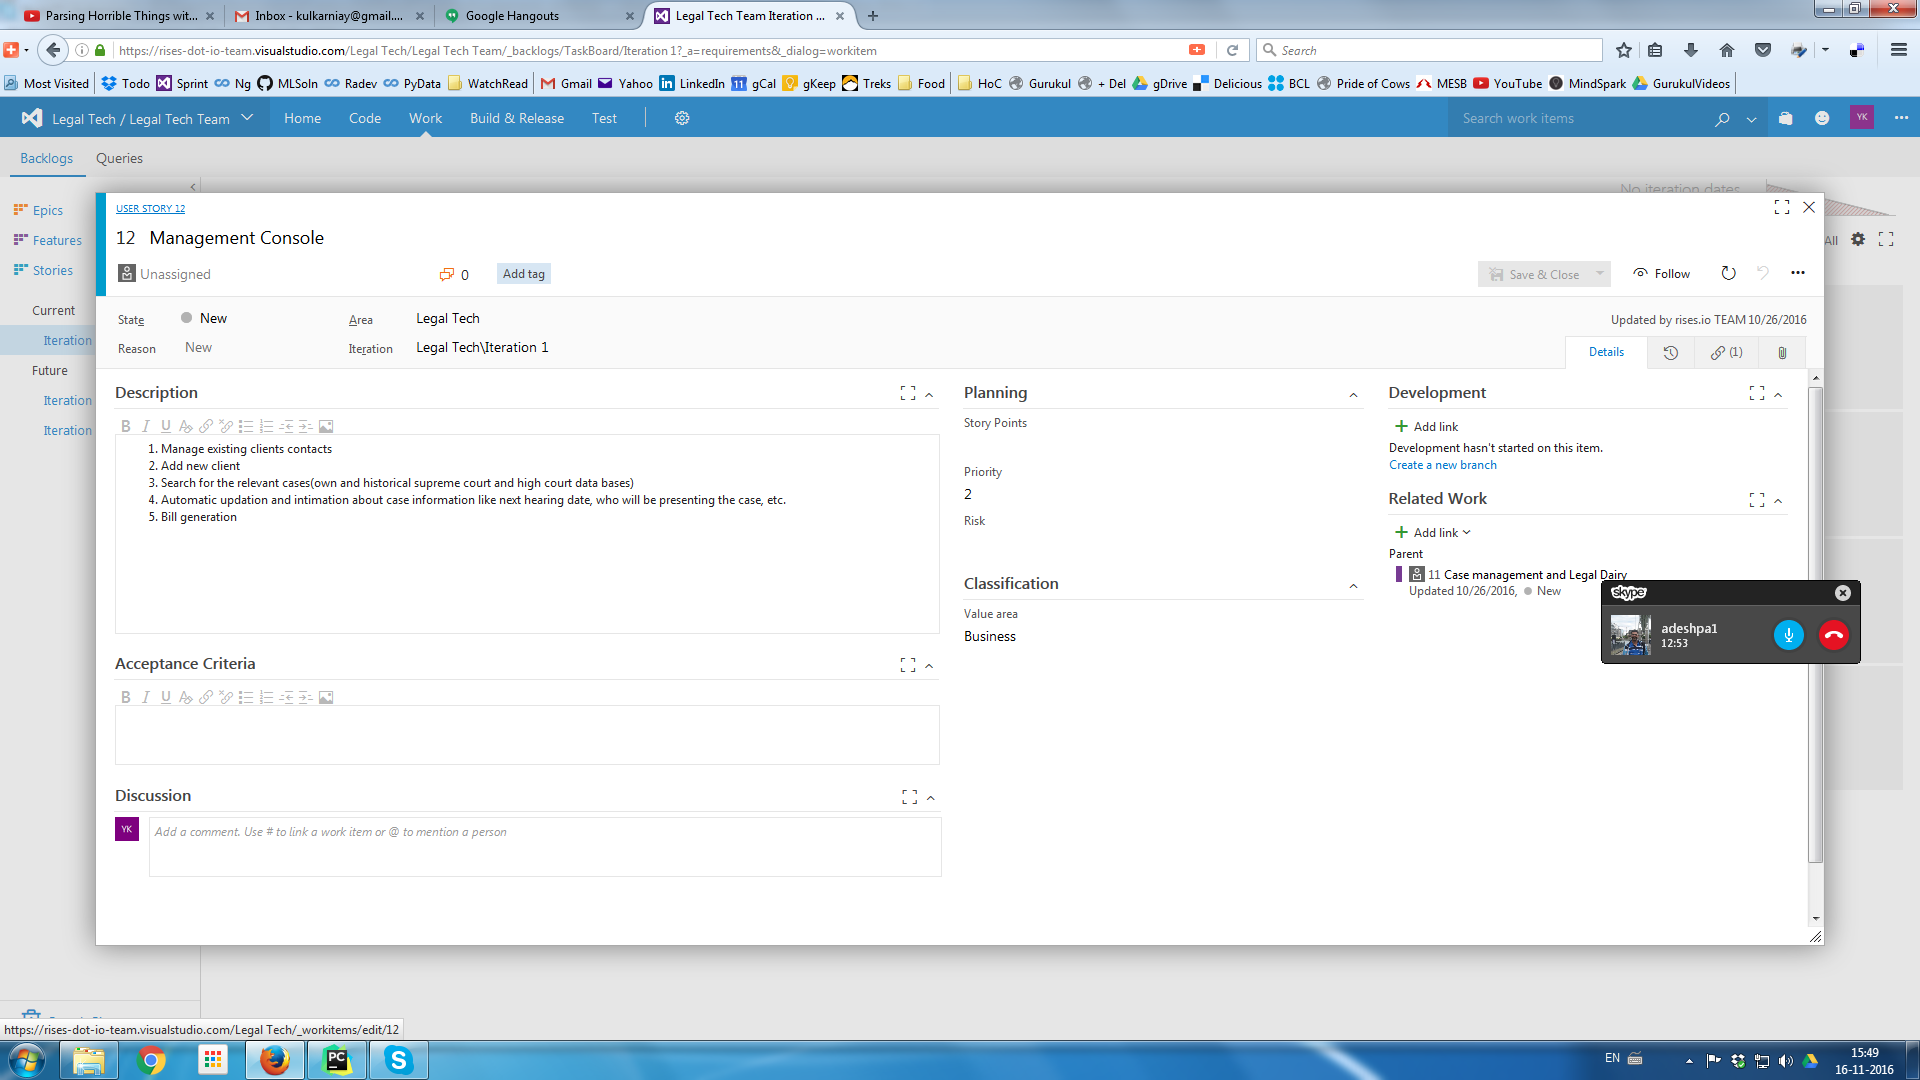 Parsing Horrible Things wit...
Inbox - kulkarniay@gmail....
Google Hangouts
Legal Tech Team Iteration ...
https://rises-dot-io-team.visualstudio.com/Legal Tech/Legal Tech Team/_backlogs/TaskBoard/Iteration 1?_a=requirements&_dialog=workitem
Search
Most Visited Todo Sprint Ng MLSoln Radev PyData WatchRead Gmail Yahoo LinkedIn gCal gKeep Treks Food HoC Gurukul + Del gDrive Delicious BCL Pride of Cows MESB YouTube MindSpark GurukulVideos
Legal Tech / Legal Tech Team Home Code Work Build & Release Test Search work items YK
Backlogs Queries
No iteration dates
USER STORY 12
Epics
12 Management Console
Features
All
Stories
Unassigned 0 Add tag Save & Close Follow
Current
State New Area Legal Tech Updated by rises.io TEAM 10/26/2016
Iteration
Reason New Iteration Legal Tech\Iteration 1
Details (1)
Future
Iteration
Iteration
Description
B I U
1. Manage existing clients contacts
2. Add new client
3. Search for the relevant cases(own and historical supreme court and high court data bases)
4. Automatic updation and intimation about case information like next hearing date, who will be presenting the case, etc.
5. Bill generation
Acceptance Criteria
B I U
Discussion
YK
Add a comment. Use # to link a work item or @ to mention a person
Planning
Story Points
Priority
2
Risk
Classification
Value area
Business
Development
Add link
Development hasn't started on this item.
Create a new branch
Related Work
Add link
Parent
11 Case management and Legal Dairy
Updated 10/26/2016, New
skype
adeshpa1
12:53
https://rises-dot-io-team.visualstudio.com/Legal Tech/_workitems/edit/12
PC
EN
15:49
16-11-2016